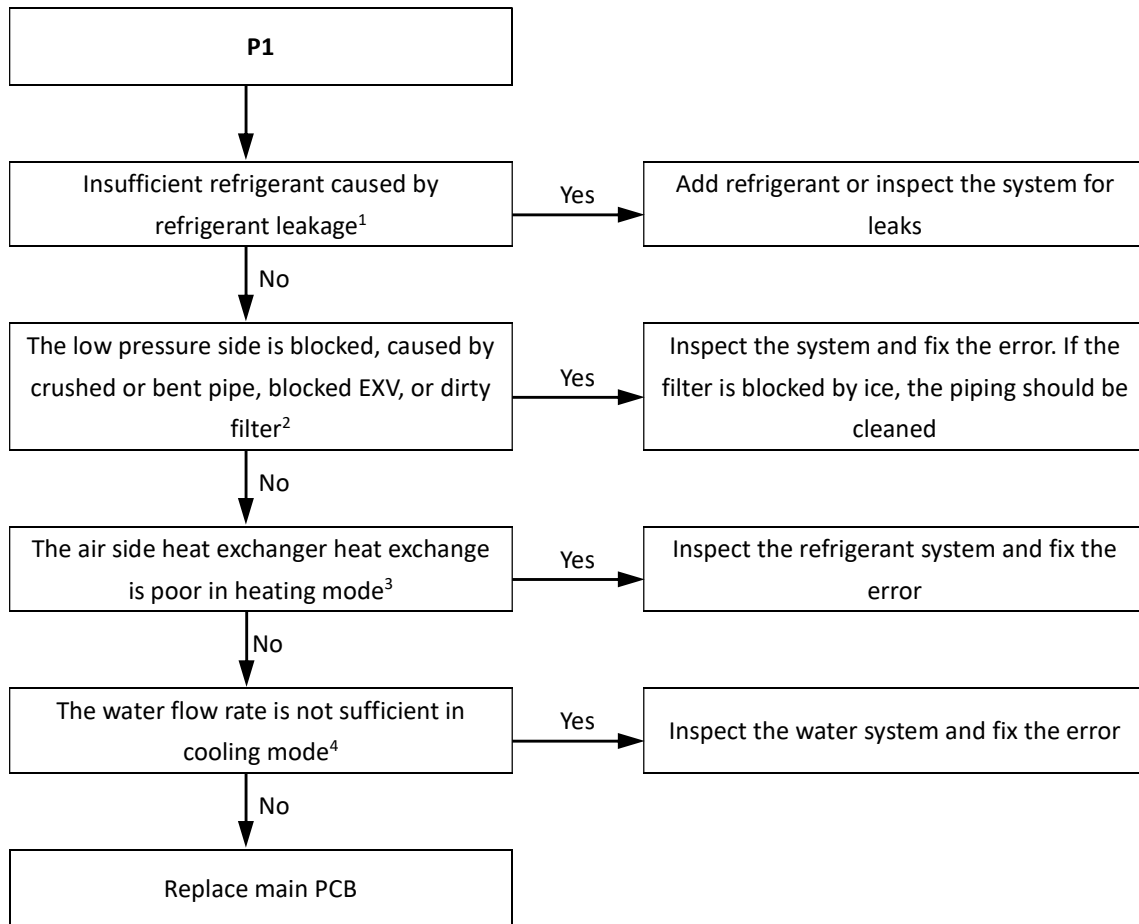 P1
Insufficient refrigerant caused by
refrigerant leakage¹
Yes
Add refrigerant or inspect the system for
leaks
No
The low pressure side is blocked, caused by
crushed or bent pipe, blocked EXV, or dirty
filter²
Yes
Inspect the system and fix the error. If the
filter is blocked by ice, the piping should be
cleaned
No
The air side heat exchanger heat exchange
is poor in heating mode³
Yes
Inspect the refrigerant system and fix the
error
No
The water flow rate is not sufficient in
cooling mode⁴
Yes
Inspect the water system and fix the error
No
Replace main PCB